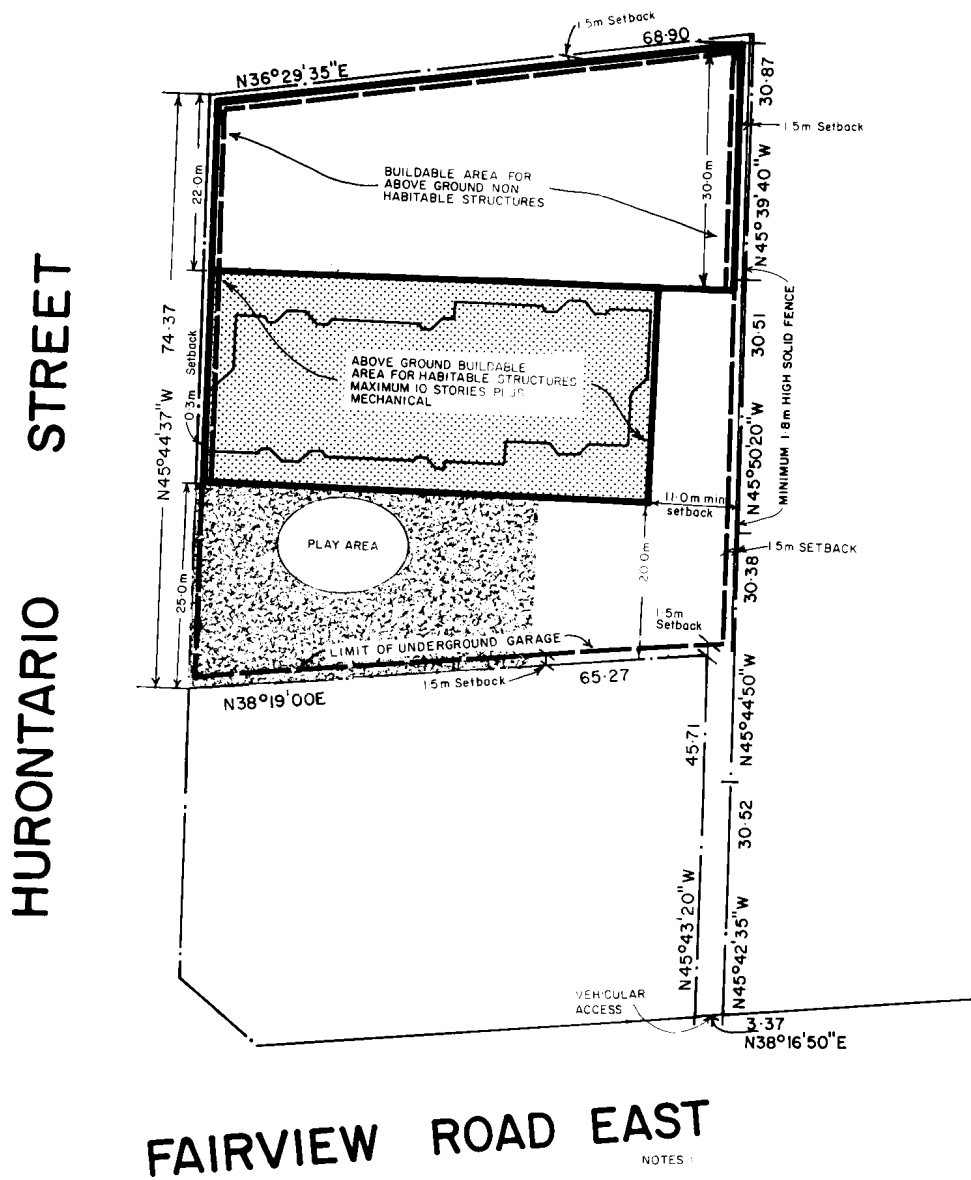 1.5m Setback
68.90
N36°29'35"E
30.87
1.5m Setback
22.0m
BUILDABLE AREA FOR
ABOVE GROUND NON
HABITABLE STRUCTURES
30.0m
N45°39'40"W
HURONTARIO STREET
74.37
N45°44'37"W
0.3m Setback
ABOVE GROUND BUILDABLE
AREA FOR HABITABLE STRUCTURES
MAXIMUM 10 STORIES PLUS
MECHANICAL
30.51
N45°50'20"W
MINIMUM 1.8m HIGH SOLID FENCE
11.0m min
setback
25.0m
PLAY AREA
20.0m
1.5m SETBACK
30.38
1.5m
Setback
LIMIT OF UNDERGROUND GARAGE
1.5m Setback
65.27
N38°19'00E
N45°44'50"W
45.71
30.52
N45°43'20"W
N45°42'35"W
VEHICULAR
ACCESS
3.37
N38°16'50"E
FAIRVIEW ROAD EAST
NOTES :